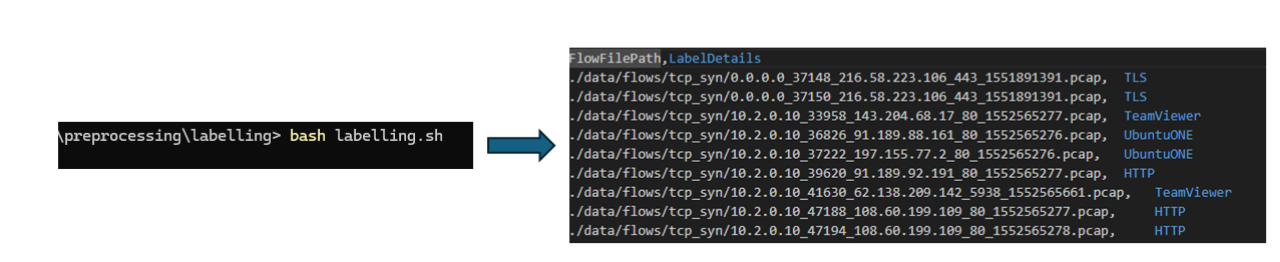 \preprocessing\labelling> bash labelling.sh
FlowFilePath,LabelDetails
./data/flows/tcp_syn/0.0.0.0_37148_216.58.223.106_443_1551891391.pcap, TLS
./data/flows/tcp_syn/0.0.0.0_37150_216.58.223.106_443_1551891391.pcap, TLS
./data/flows/tcp_syn/10.2.0.10_33958_143.204.68.17_80_1552565277.pcap, TeamViewer
./data/flows/tcp_syn/10.2.0.10_36826_91.189.88.161_80_1552565276.pcap, UbuntuONE
./data/flows/tcp_syn/10.2.0.10_37222_197.155.77.2_80_1552565276.pcap, UbuntuONE
./data/flows/tcp_syn/10.2.0.10_39620_91.189.92.191_80_1552565277.pcap, HTTP
./data/flows/tcp_syn/10.2.0.10_41630_62.138.209.142_5938_1552565661.pcap, TeamViewer
./data/flows/tcp_syn/10.2.0.10_47188_108.60.199.109_80_1552565277.pcap, HTTP
./data/flows/tcp_syn/10.2.0.10_47194_108.60.199.109_80_1552565278.pcap, HTTP